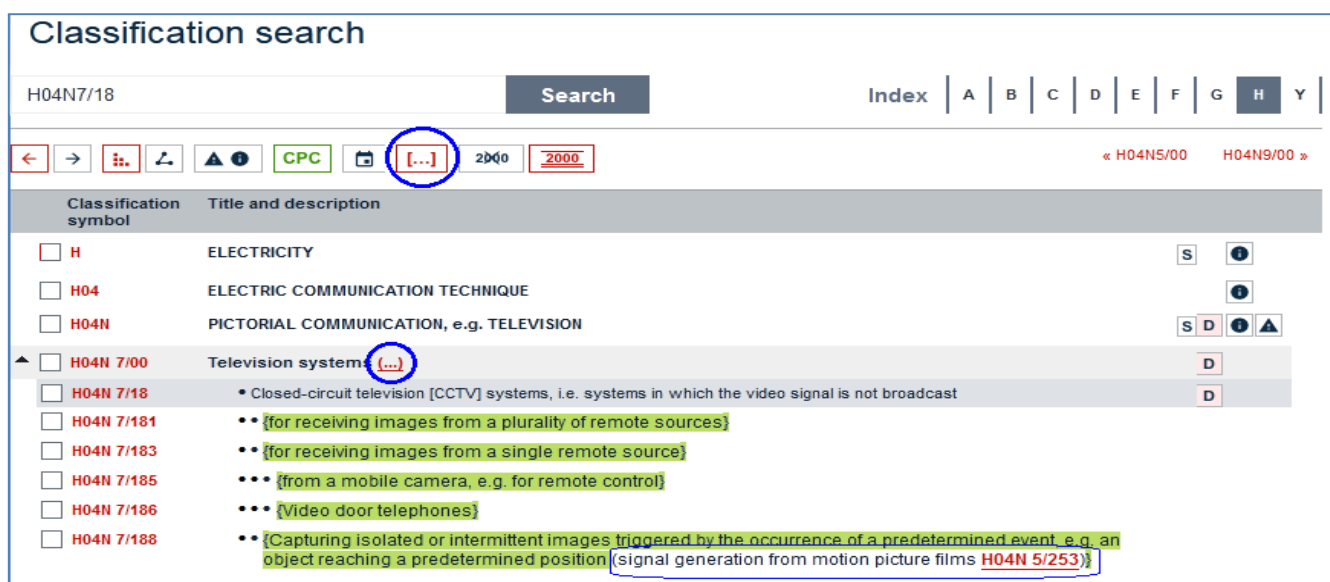 Classification search
H04N7/18 Search Index A B C D E F G H Y
← → CPC [...] 2000 2000 « H04N5/00 H04N9/00 »
Classification symbol Title and description
H ELECTRICITY S
H04 ELECTRIC COMMUNICATION TECHNIQUE
H04N PICTORIAL COMMUNICATION, e.g. TELEVISION S D
H04N 7/00 Television systems (...) D
H04N 7/18 • Closed-circuit television [CCTV] systems, i.e. systems in which the video signal is not broadcast D
H04N 7/181 •• {for receiving images from a plurality of remote sources}
H04N 7/183 •• {for receiving images from a single remote source}
H04N 7/185 ••• {from a mobile camera, e.g. for remote control}
H04N 7/186 ••• {Video door telephones}
H04N 7/188 •• {Capturing isolated or intermittent images triggered by the occurrence of a predetermined event, e.g. an
object reaching a predetermined position (signal generation from motion picture films H04N 5/253)}